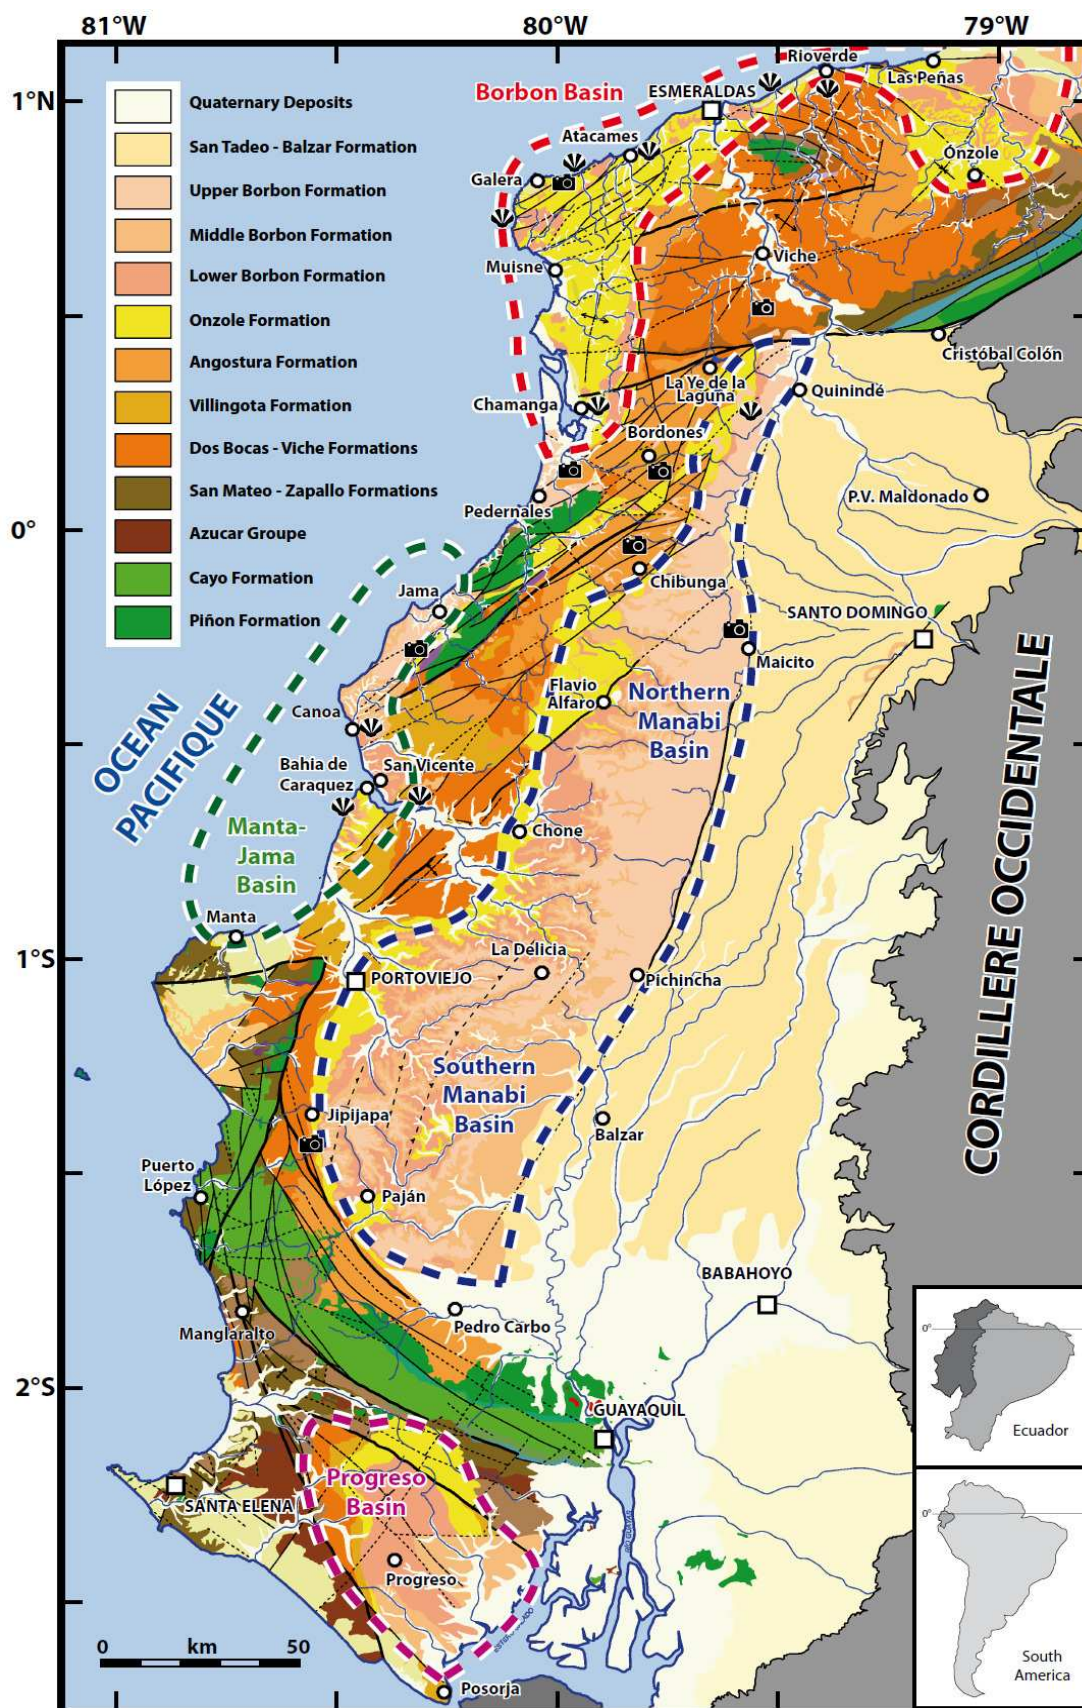 81°W
80°W
79°W
1°N
0°
1°S
2°S
Quaternary Deposits
San Tadeo - Balzar Formation
Upper Borbon Formation
Middle Borbon Formation
Lower Borbon Formation
Onzole Formation
Angostura Formation
Villingota Formation
Dos Bocas - Viche Formations
San Mateo - Zapallo Formations
Azucar Groupe
Cayo Formation
Piñon Formation
Borbon Basin
Rioverde
Las Peñas
ESMERALDAS
Atacames
Galera
Ónzole
Muisne
Viche
Cristóbal Colón
La Ye de la
Laguna
Quinindé
Chamanga
Bordones
P.V. Maldonado
Pedernales
Chibunga
Jama
SANTO DOMINGO
Maicito
Flavio
Alfaro
Northern
Manabi
Basin
OCEAN
PACIFIQUE
Canoa
Bahia de
Caraquez
San Vicente
Manta-
Jama
Basin
Chone
Manta
La Delicia
PORTOVIEJO
Pichincha
CORDILLERE OCCIDENTALE
Southern
Manabi
Basin
Jipijapa
Balzar
Puerto
López
Paján
BABAHOYO
Manglaralto
Pedro Carbo
GUAYAQUIL
Progreso
Basin
SANTA ELENA
Progreso
Posorja
0 km 50
0°
Ecuador
0°
South
America